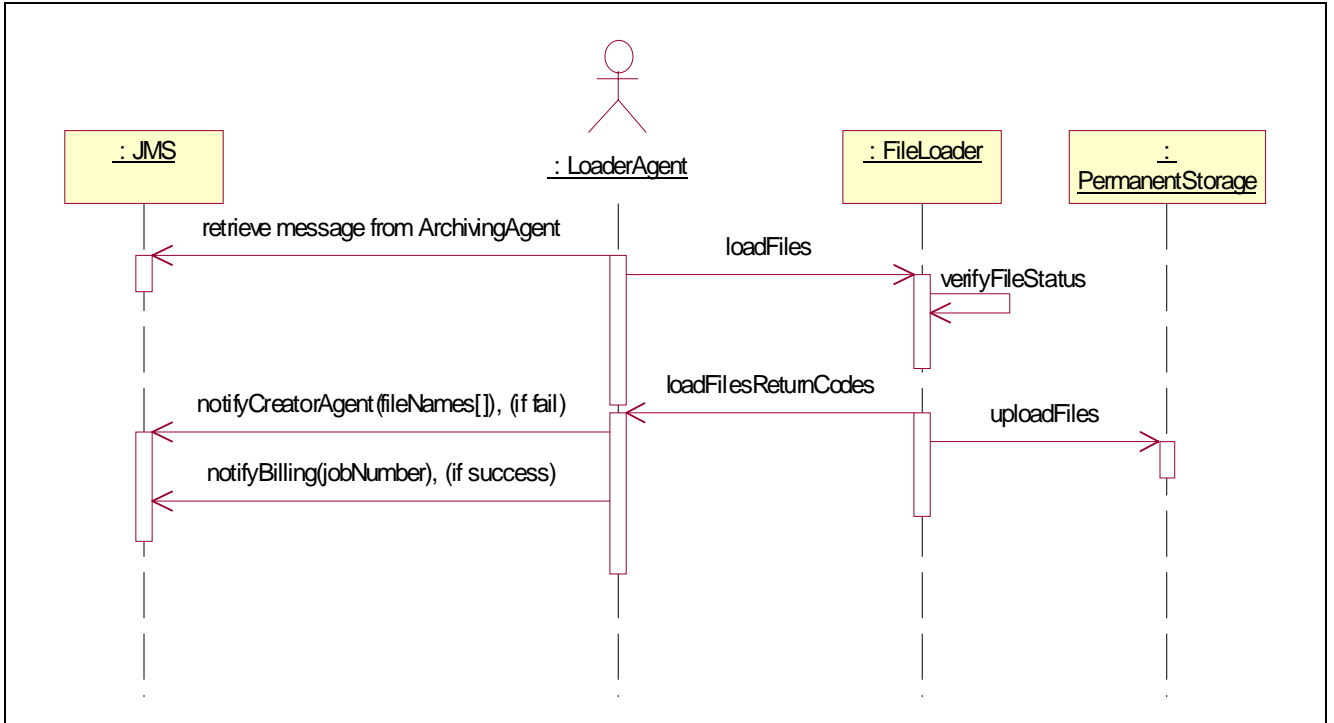 : JMS
: LoaderAgent
: FileLoader
:
PermanentStorage
retrieve message from ArchivingAgent
loadFiles
verifyFileStatus
loadFilesReturnCodes
notifyCreatorAgent(fileNames[]), (if fail)
uploadFiles
notifyBilling(jobNumber), (if success)